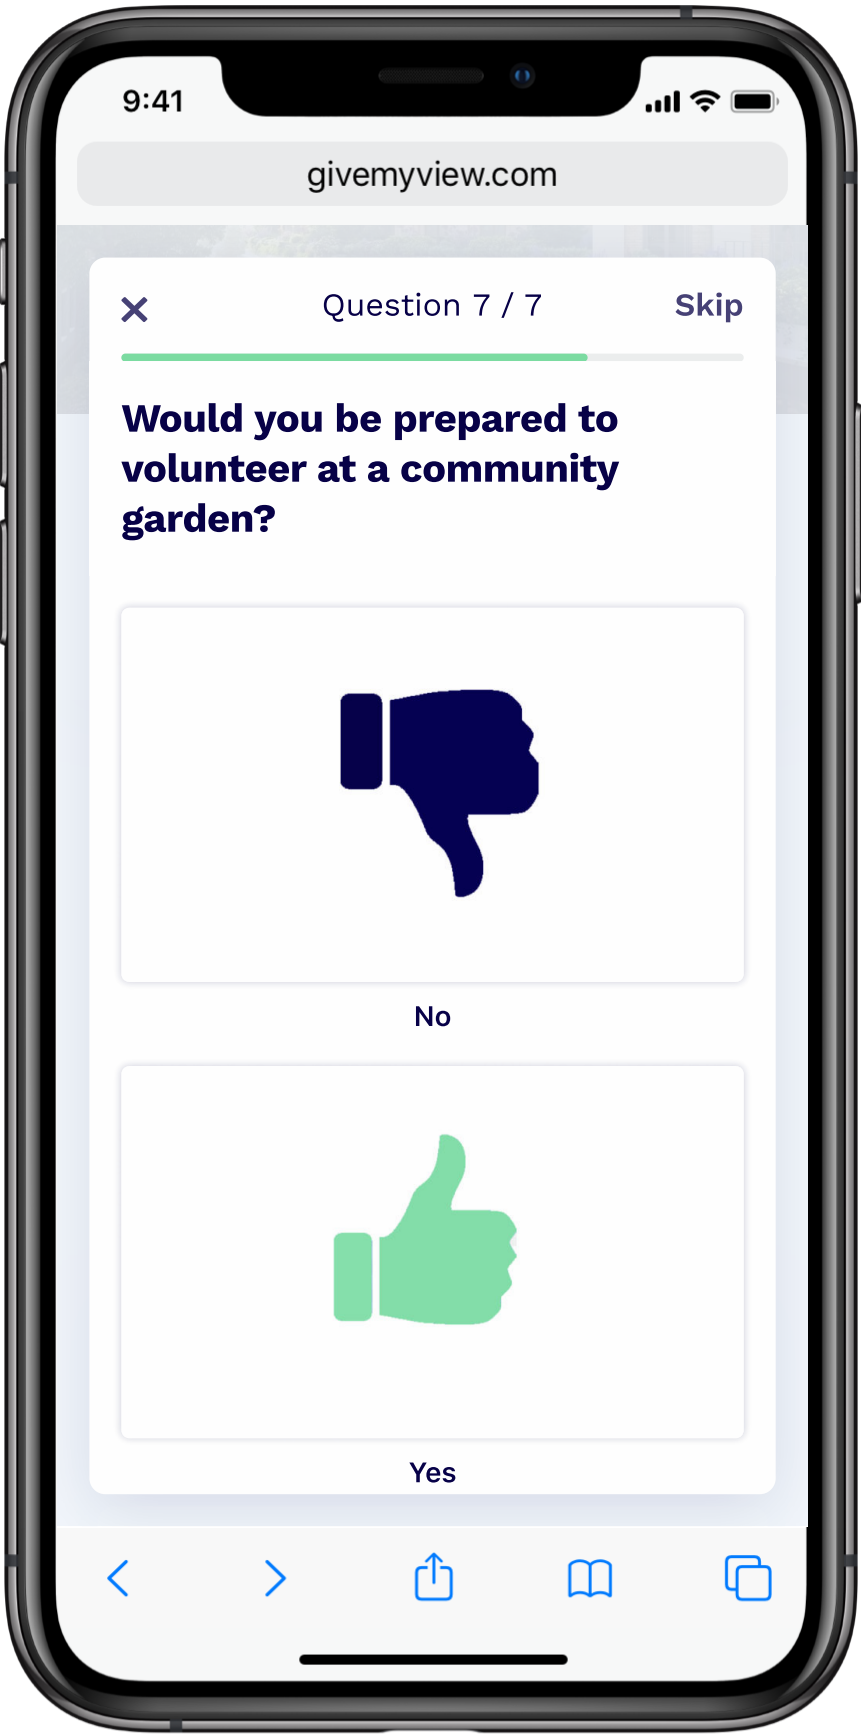 9:41
givemyview.com
Question 7 / 7
Skip
Would you be prepared to
volunteer at a community
garden?
No
Yes